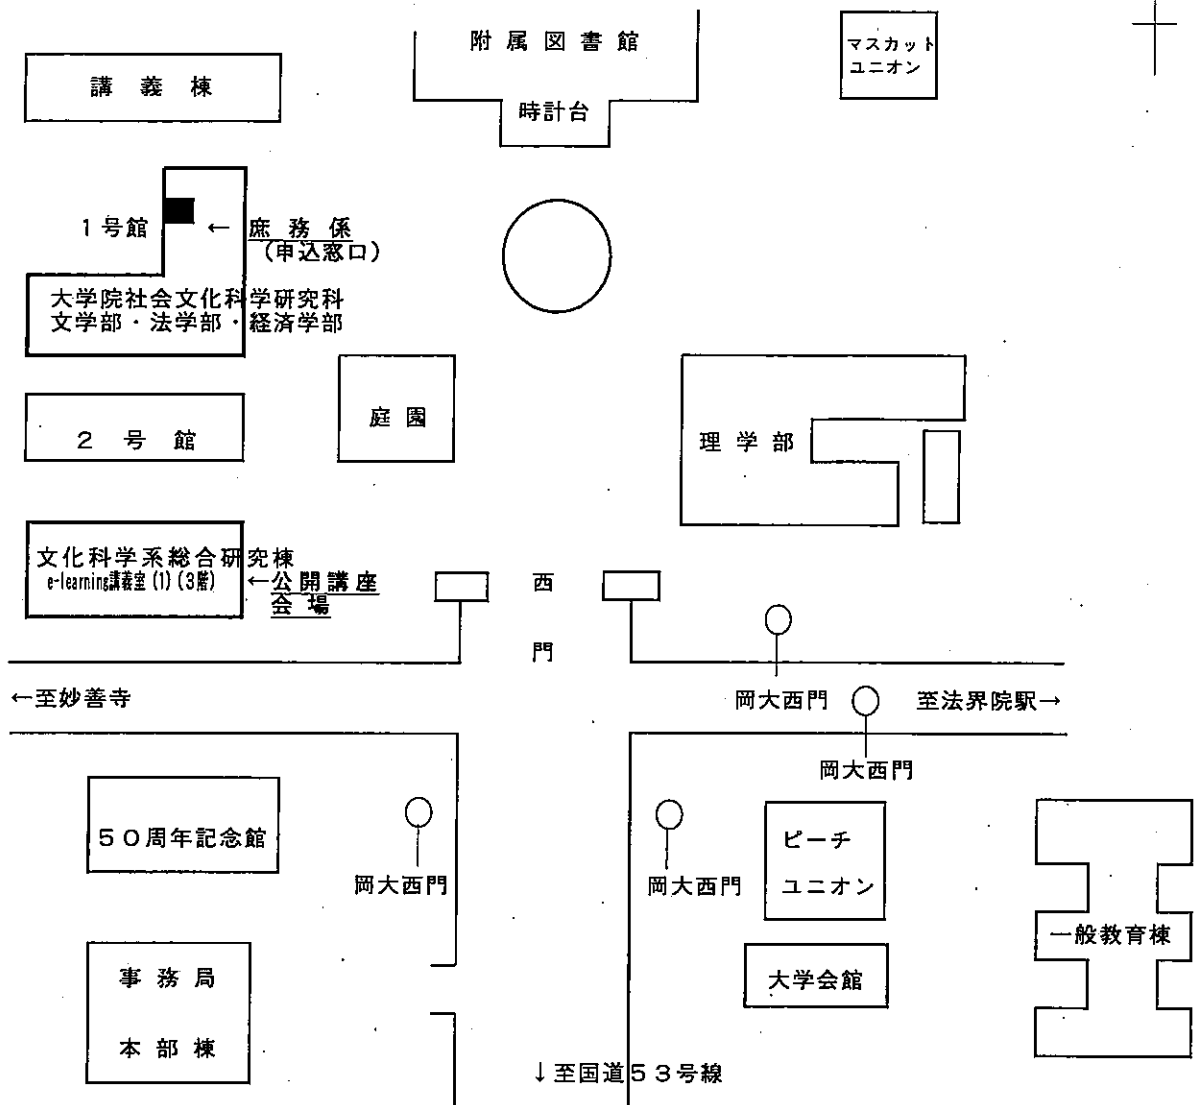 附属図書館
マスカット
ユニオン
講義棟
時計台
1号館
←庶務係
(申込窓口)
大学院社会文化科学研究科
文学部・法学部・経済学部
庭園
2号館
理学部
文化科学系総合研究棟
e-learning講義室(1)(3階)
←公開講座
会場
西
門
←至妙善寺
岡大西門
至法界院駅→
岡大西門
50周年記念館
岡大西門
岡大西門
ピーチ
ユニオン
一般教育棟
事務局
本部棟
大学会館
↓至国道53号線